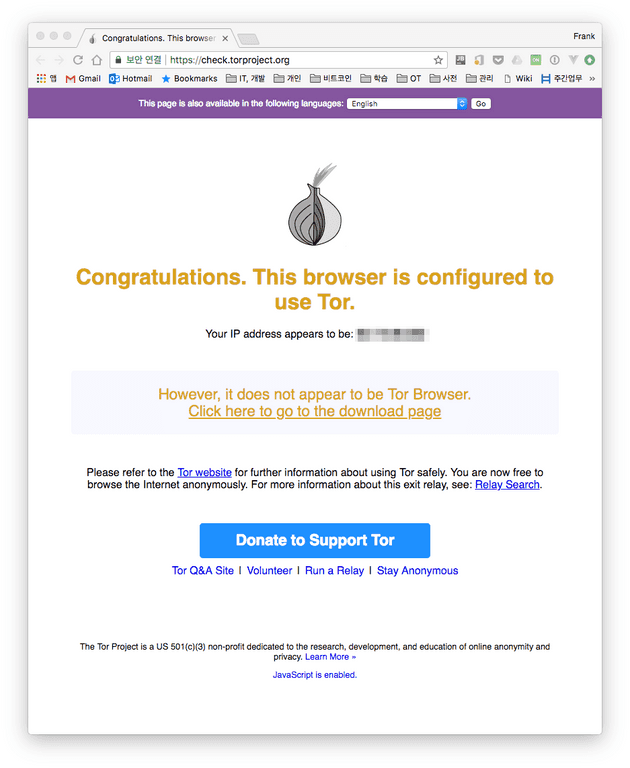 Congratulations. This browser
Frank
보안 연결 | https://check.torproject.org
앱 Gmail Hotmail Bookmarks IT, 개발 개인 비트코인 학습 OT 사전 관리 Wiki 주간업무 »
This page is also available in the following languages: English Go
Congratulations. This browser is configured to
use Tor.
Your IP address appears to be:
However, it does not appear to be Tor Browser.
Click here to go to the download page
Please refer to the Tor website for further information about using Tor safely. You are now free to
browse the Internet anonymously. For more information about this exit relay, see: Relay Search.
Donate to Support Tor
Tor Q&A Site | Volunteer | Run a Relay | Stay Anonymous
The Tor Project is a US 501(c)(3) non-profit dedicated to the research, development, and education of online anonymity and
privacy. Learn More »
JavaScript is enabled.